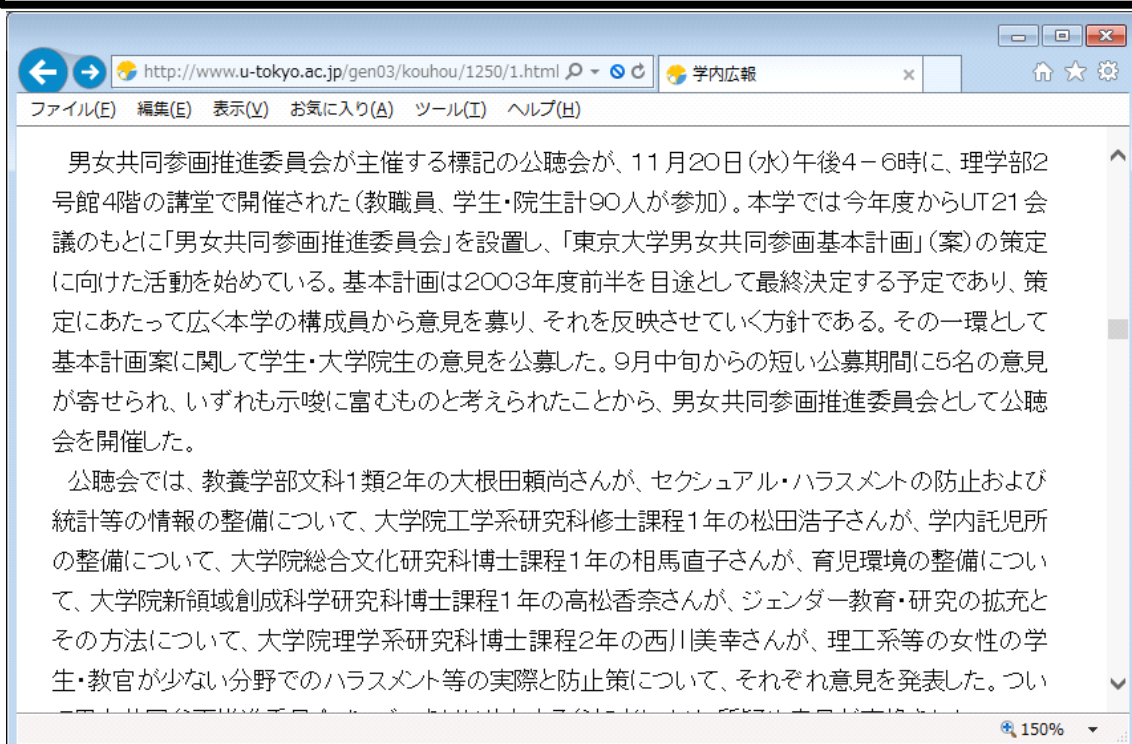 http://www.u-tokyo.ac.jp/gen03/kouhou/1250/1.html
学内広報
ファイル(F) 編集(E) 表示(V) お気に入り(A) ツール(T) ヘルプ(H)
男女共同参画推進委員会が主催する標記の公聴会が、11月20日(水)午後4-6時に、理学部2
号館4階の講堂で開催された(教職員、学生・院生計90人が参加)。本学では今年度からUT21会
議のもとに「男女共同参画推進委員会」を設置し、「東京大学男女共同参画基本計画」(案)の策定
に向けた活動を始めている。基本計画は2003年度前半を目途として最終決定する予定であり、策
定にあたって広く本学の構成員から意見を募り、それを反映させていく方針である。その一環として
基本計画案に関して学生・大学院生の意見を公募した。9月中旬からの短い公募期間に5名の意見
が寄せられ、いずれも示唆に富むものと考えられたことから、男女共同参画推進委員会として公聴
会を開催した。
公聴会では、教養学部文科1類2年の大根田頼尚さんが、セクシュアル・ハラスメントの防止および
統計等の情報の整備について、大学院工学系研究科修士課程1年の松田浩子さんが、学内託児所
の整備について、大学院総合文化研究科博士課程1年の相馬直子さんが、育児環境の整備につい
て、大学院新領域創成科学研究科博士課程1年の高松香奈さんが、ジェンダー教育・研究の拡充と
その方法について、大学院理学系研究科博士課程2年の西川美幸さんが、理工系等の女性の学
生・教官が少ない分野でのハラスメント等の実際と防止策について、それぞれ意見を発表した。つい
150%